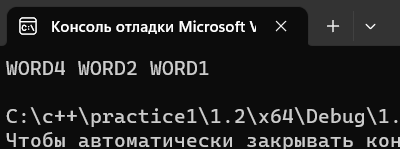 Консоль отладки Microsoft V
WORD4 WORD2 WORD1
C:\c++\practice1\1.2\x64\Debug\1.
Чтобы автоматически закрывать кон